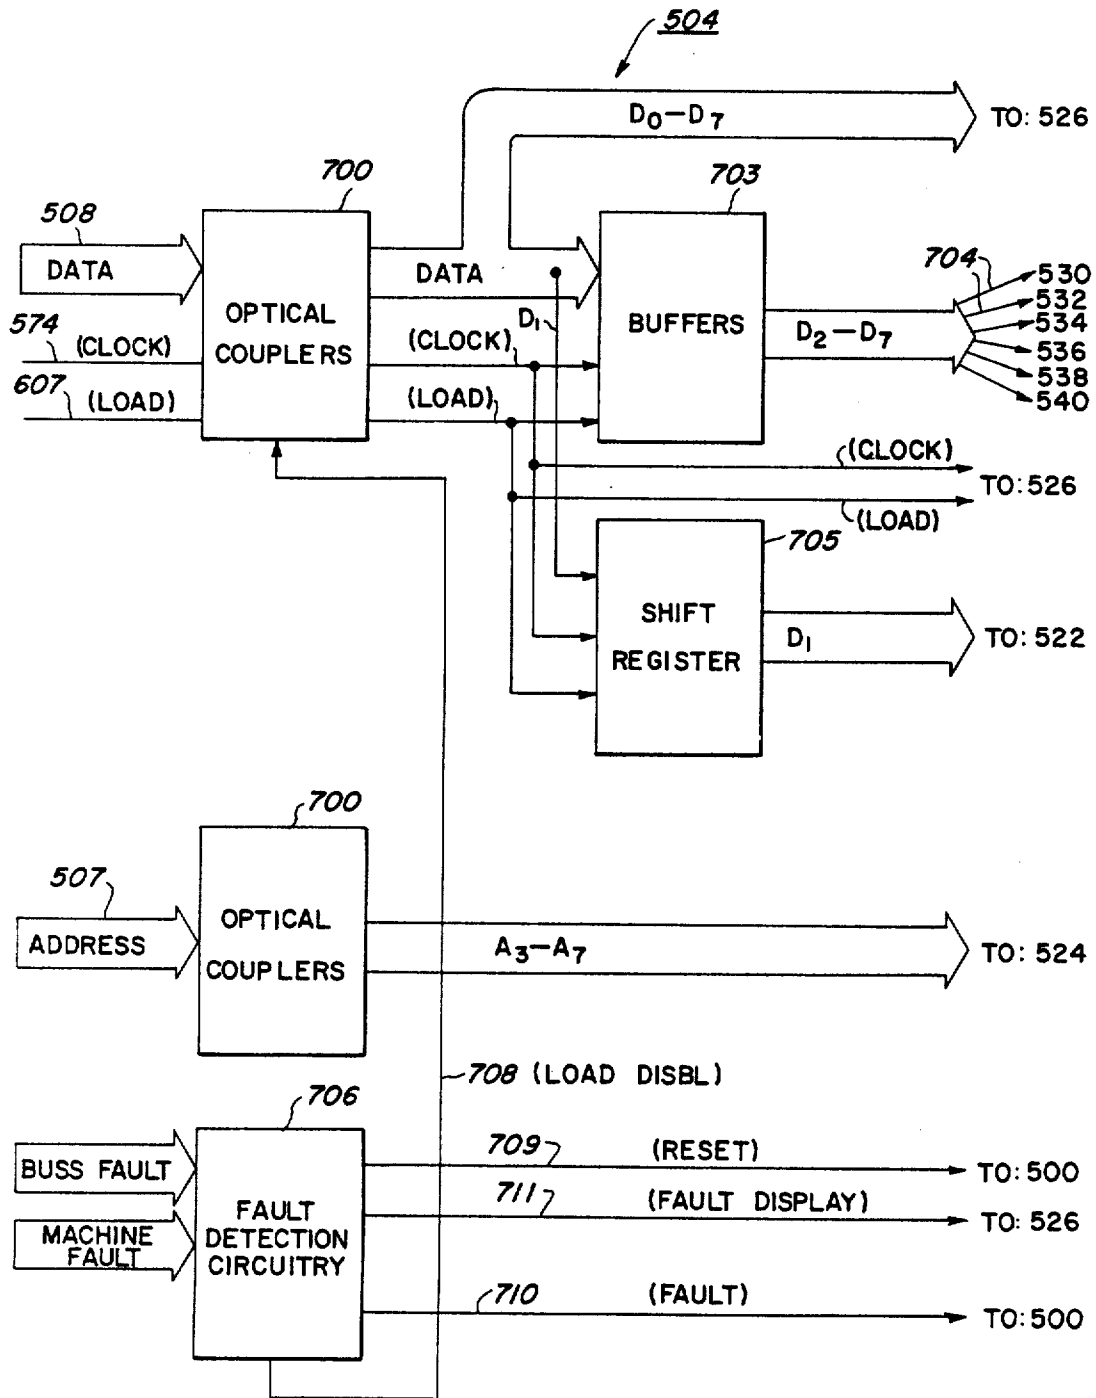 504
D₀–D₇
TO: 526
700
703
508
DATA
OPTICAL
COUPLERS
DATA
BUFFERS
D₂–D₇
704
530
532
534
536
538
540
574
(CLOCK)
607
(LOAD)
D₁
(CLOCK)
(LOAD)
(CLOCK)
TO: 526
(LOAD)
705
SHIFT
REGISTER
D₁
TO: 522
700
507
ADDRESS
OPTICAL
COUPLERS
A₃–A₇
TO: 524
708 (LOAD DISBL)
706
BUSS FAULT
MACHINE
FAULT
FAULT
DETECTION
CIRCUITRY
709
(RESET)
TO: 500
711
(FAULT DISPLAY)
TO: 526
710
(FAULT)
TO: 500